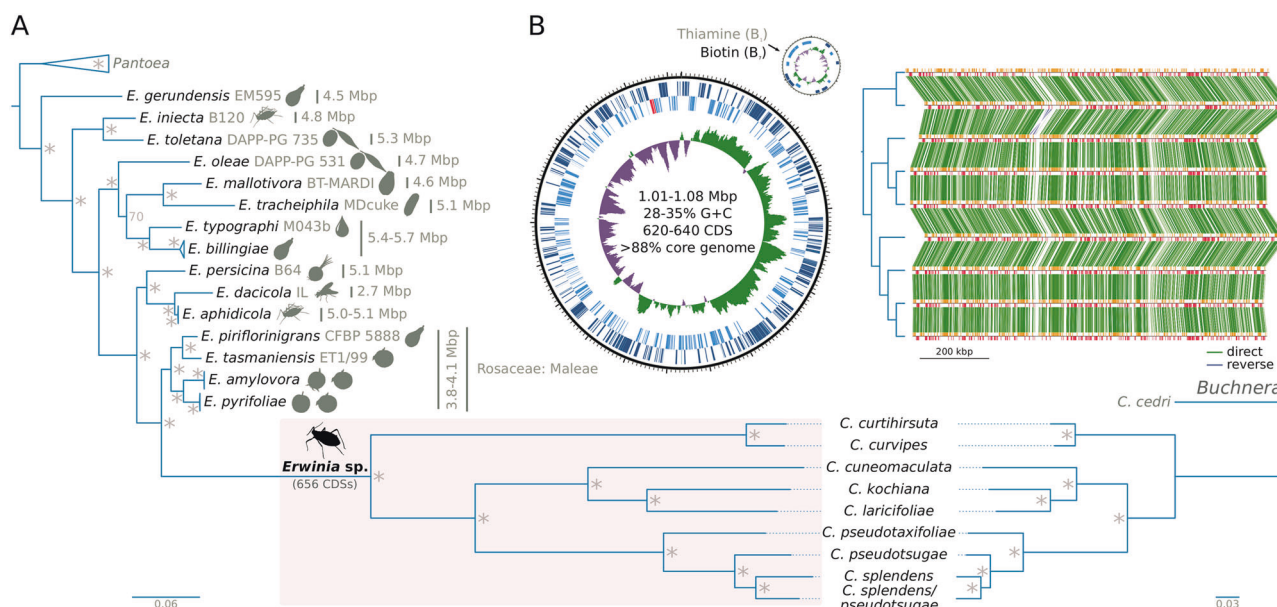 A
Pantoea
E. gerundensis EM595 4.5 Mbp
E. iniecta B120 4.8 Mbp
E. toletana DAPP-PG 735 5.3 Mbp
E. oleae DAPP-PG 531 4.7 Mbp
E. mallotivora BT-MARDI 4.6 Mbp
E. tracheiphila MDcuke 5.1 Mbp
70
E. typographi M043b
5.4-5.7 Mbp
E. billingiae
E. persicina B64 5.1 Mbp
E. dacicola IL 2.7 Mbp
E. aphidicola 5.0-5.1 Mbp
E. piriflorinigrans CFBP 5888
E. tasmaniensis ET1/99
E. amylovora
E. pyrifoliae
3.8-4.1 Mbp
Rosaceae: Maleae
Erwinia sp.
(656 CDSs)
0.06
B
Thiamine (B1)
Biotin (B7)
1.01-1.08 Mbp
28-35% G+C
620-640 CDS
>88% core genome
200 kbp
direct
reverse
Buchnera
C. cedri
C. curtihirsuta
C. curvipes
C. cuneomaculata
C. kochiana
C. laricifoliae
C. pseudotaxifoliae
C. pseudotsugae
C. splendens
C. splendens/
pseudotsugae
0.03